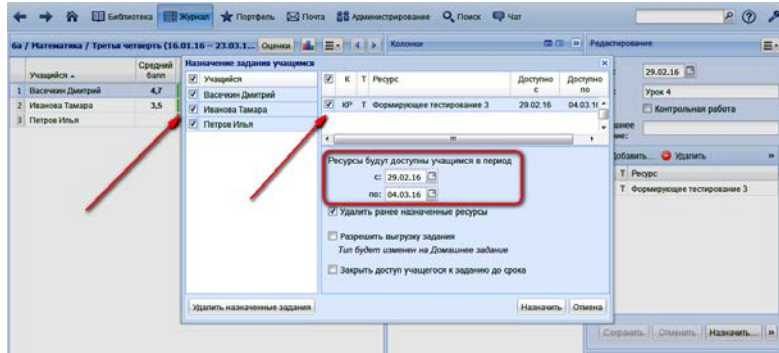 Библиотека Журнал Портфель Почта Администрирование Поиск Чат
6а / Математика / Третья четверть (16.01.16 – 23.03.1... Оценки Колонки Редактирование
Учащийся Средний балл
1 Васечкин Дмитрий 4,7
2 Иванова Тамара 3,5
3 Петров Илья
Назначение задания учащимся
Учащийся
Васечкин Дмитрий
Иванова Тамара
Петров Илья
К Т Ресурс Доступно с Доступно по
КР Т Формирующее тестирование 3 29.02.16 04.03.1
Ресурсы будут доступны учащимся в период
с: 29.02.16
по: 04.03.16
Удалить ранее назначенные ресурсы
Разрешить выгрузку задания
Тип будет изменен на Домашнее задание
Закрыть доступ учащегося к заданию до срока
Удалить назначенные задания Назначить Отмена
29.02.16
Урок 4
Контрольная работа
Удалить
Т Ресурс
Т Формирующее тестирование 3
Сохранить Отменить Назначить...